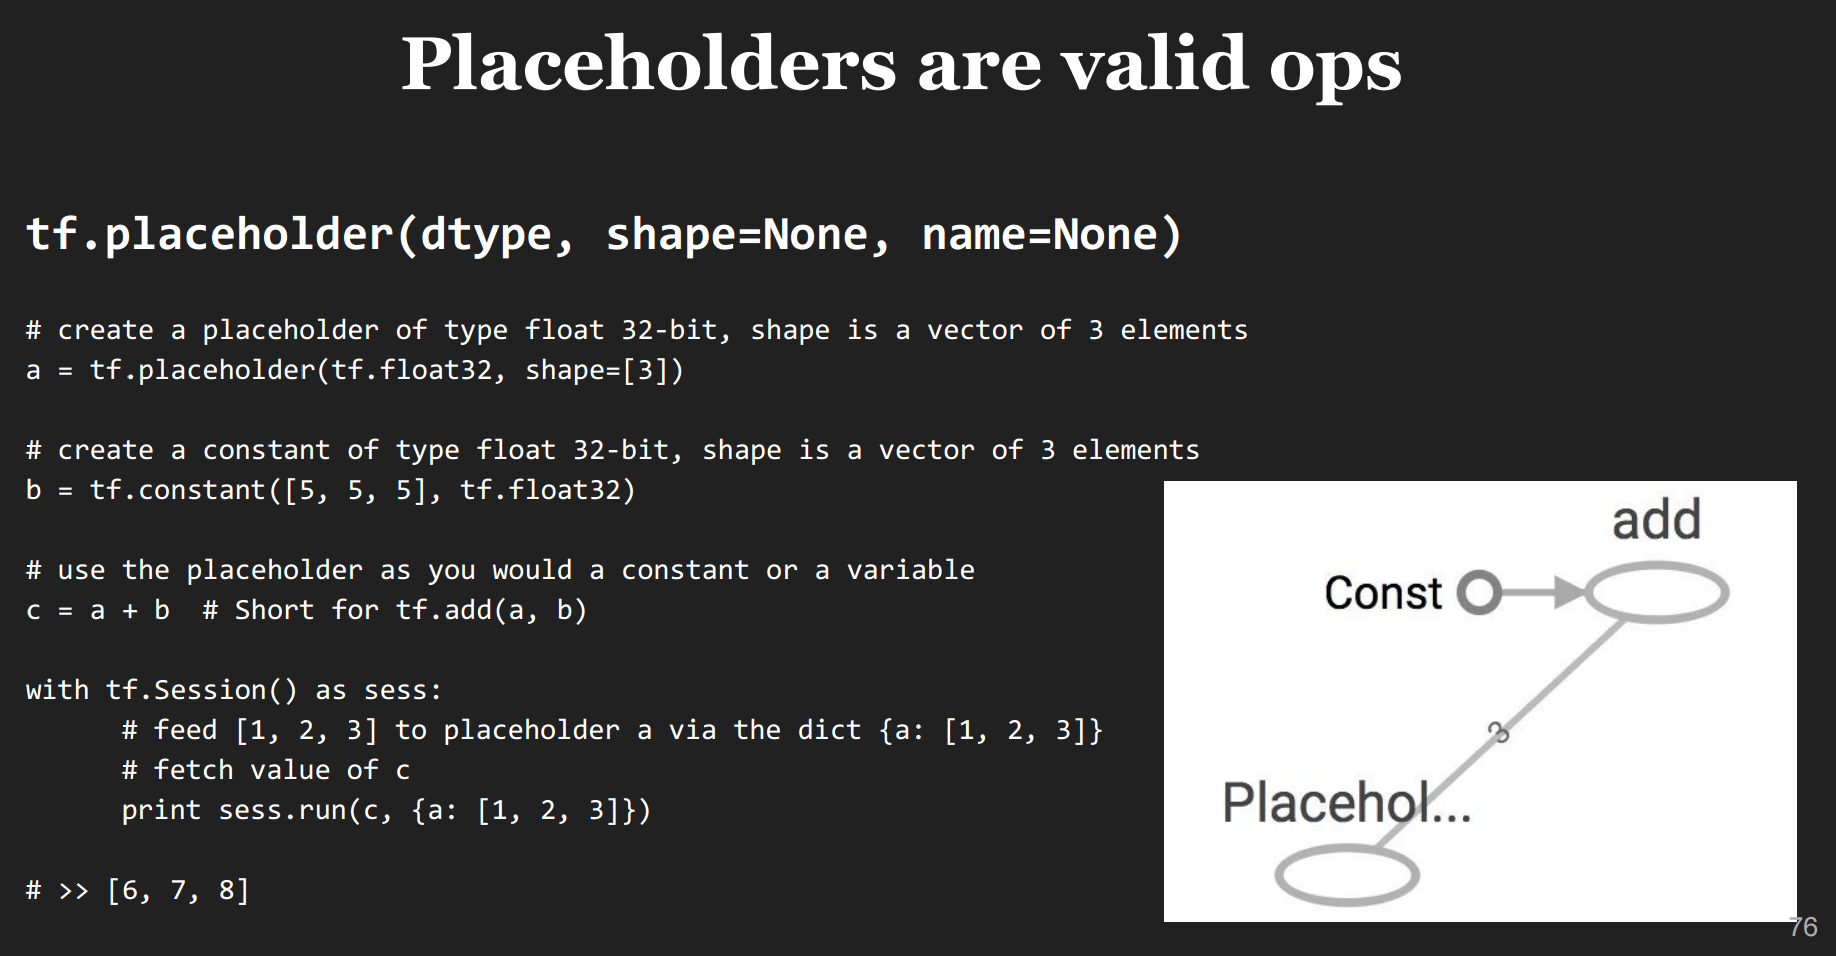 Placeholders are valid ops
tf.placeholder(dtype, shape=None, name=None)
# create a placeholder of type float 32-bit, shape is a vector of 3 elements
a = tf.placeholder(tf.float32, shape=[3])
# create a constant of type float 32-bit, shape is a vector of 3 elements
b = tf.constant([5, 5, 5], tf.float32)
# use the placeholder as you would a constant or a variable
c = a + b  # Short for tf.add(a, b)
with tf.Session() as sess:
      # feed [1, 2, 3] to placeholder a via the dict {a: [1, 2, 3]}
      # fetch value of c
      print sess.run(c, {a: [1, 2, 3]})
# >> [6, 7, 8]
add
Const
3
Placehol...
76